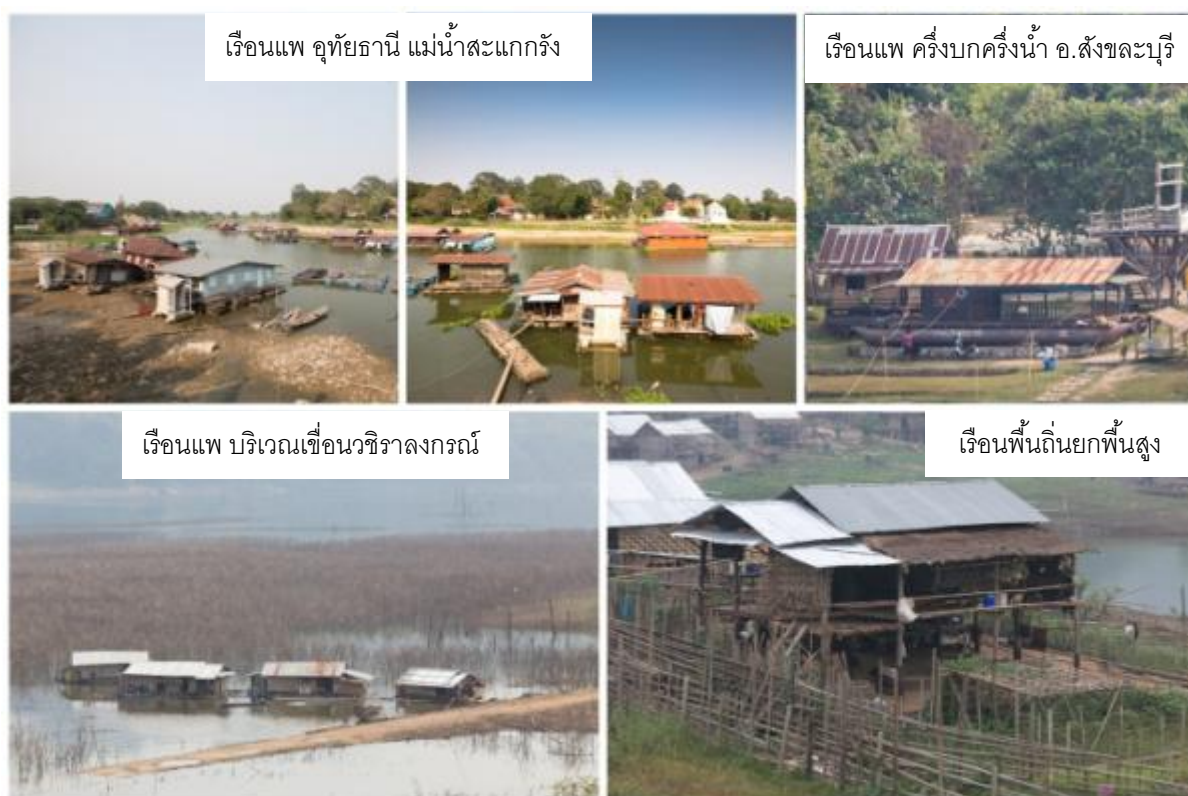 เรือนแพ อุทัยธานี แม่น้ำสะแกกรัง
เรือนแพ ครึ่งบกครึ่งน้ำ อ.สังขละบุรี
เรือนแพ บริเวณเขื่อนวชิราลงกรณ์
เรือนพื้นถิ่นยกพื้นสูง